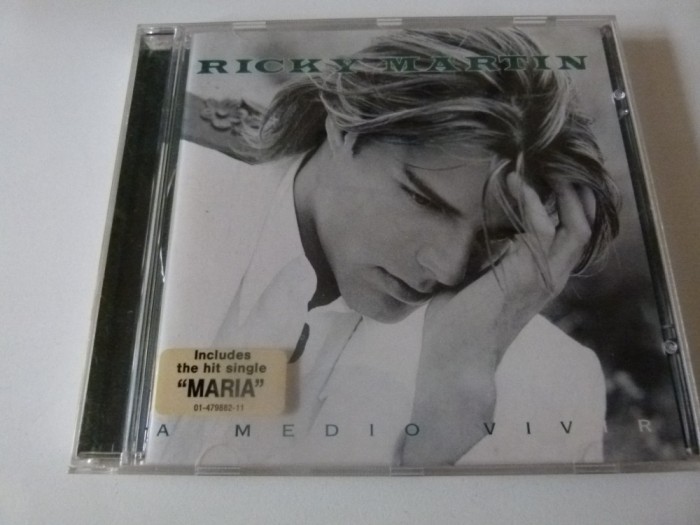 RICKY MARTIN
Includes
the hit single
“MARIA”
01-479882-11
A MEDIO VIVIR